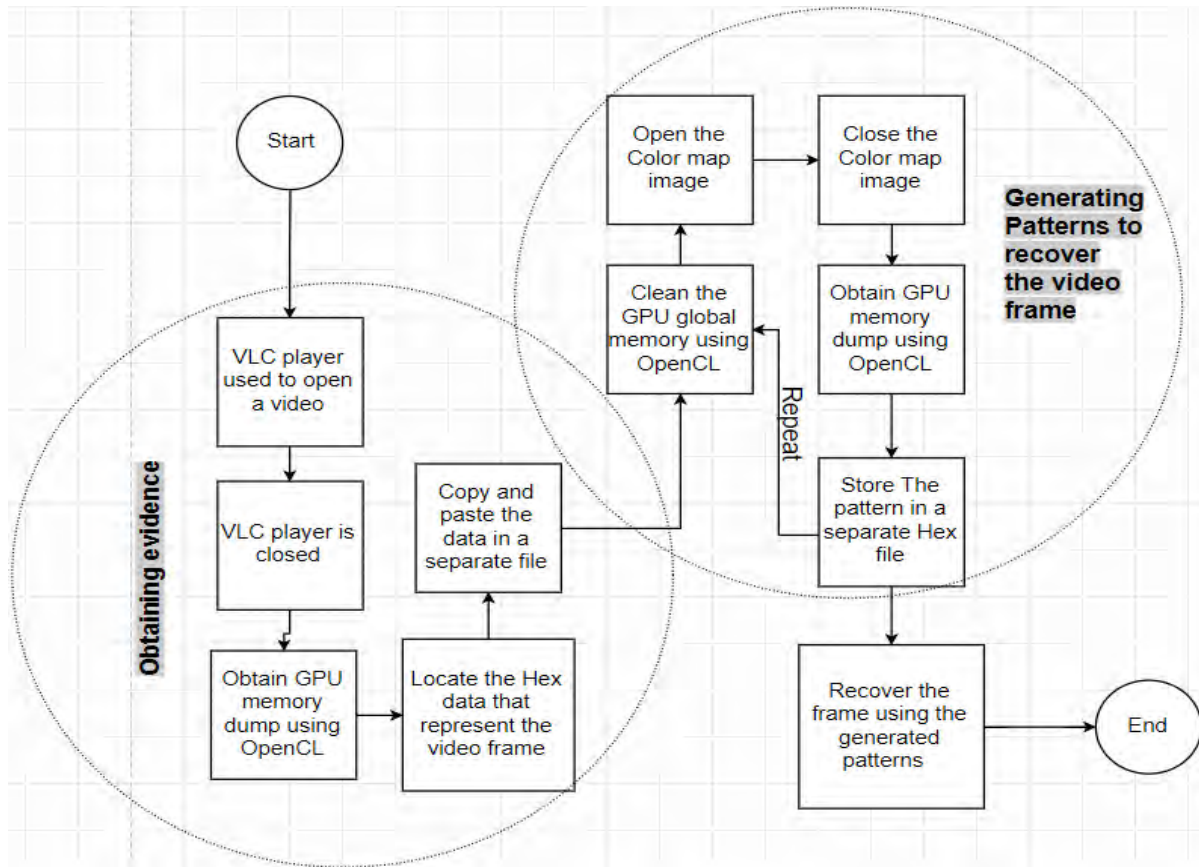 Start
VLC player
used to open
a video
VLC player is
closed
Obtain GPU
memory
dump using
OpenCL
Locate the Hex
data that
represent the
video frame
Copy and
paste the
data in a
separate file
Obtaining evidence
Clean the
GPU global
memory using
OpenCL
Open the
Color map
image
Close the
Color map
image
Obtain GPU
memory
dump using
OpenCL
Store The
pattern in a
separate Hex
file
Repeat
Generating
Patterns to
recover
the video
frame
Recover the
frame using the
generated
patterns
End